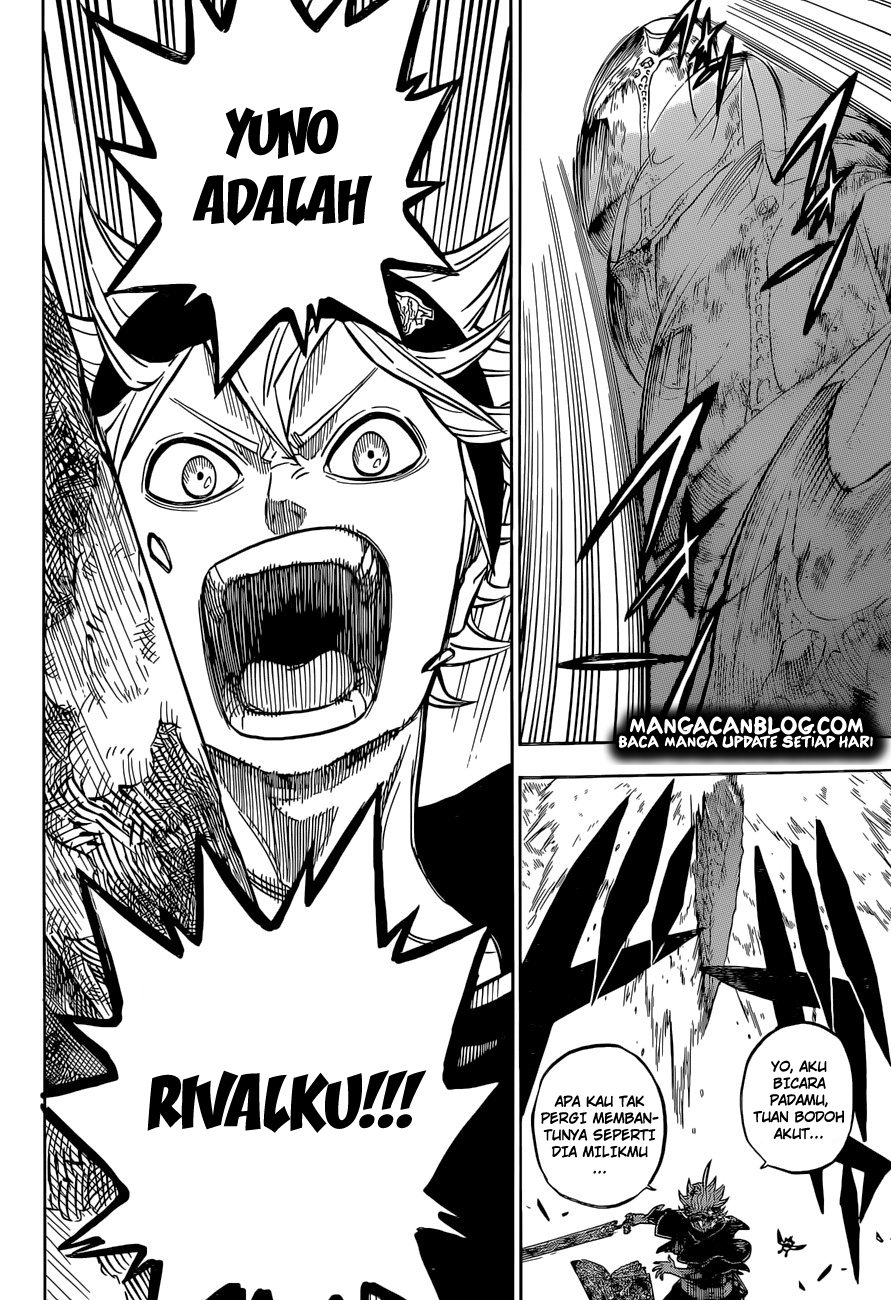 YO, AKU
BICARA
PADAMU,
TUAN BODOH
AKUT...
APA KAU TAK
PERGI MEMBAN-
TUNYA SEPERTI
DIA MILIKMU
...
YUNO
ADALAH
RIVALKU!!!
MANGACANBLOG.COM
BACA MANGA UPDATE SETIAP HARI